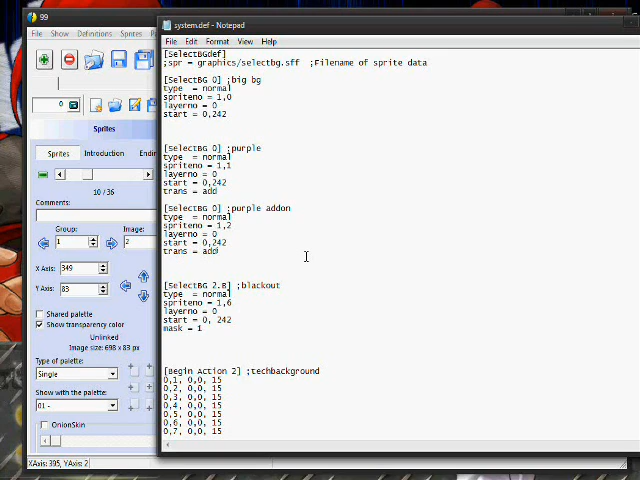 99
system.def - Notepad
File Show Definitions Sprites
File Edit Format View Help
[SelectBGdef]
;spr = graphics/selectbg.sff ;Filename of sprite data
[SelectBG 0] ;big bg
type = normal
spriteno = 1,0
layerno = 0
start = 0,242
[SelectBG 0] ;purple
type = normal
spriteno = 1,1
layerno = 0
start = 0,242
trans = add
[SelectBG 0] ;purple addon
type = normal
spriteno = 1,2
layerno = 0
start = 0,242
trans = add
[SelectBG 2.B] ;blackout
type = normal
spriteno = 1,6
layerno = 0
start = 0, 242
mask = 1
[Begin Action 2] ;techbackground
0,1, 0,0, 15
0,2, 0,0, 15
0,3, 0,0, 15
0,4, 0,0, 15
0,5, 0,0, 15
0,6, 0,0, 15
0,7, 0,0, 15
0
Sprites
Sprites Introduction Endin
10 / 36
Comments:
Group: Image:
1 2
X Axis: 349
Y Axis: 83
Shared palette
Show transparency color
Unlinked
Image size: 698 x 83 px
Type of palette:
Single
Show with the palette:
01 -
OnionSkin
XAxis: 395, YAxis: 2